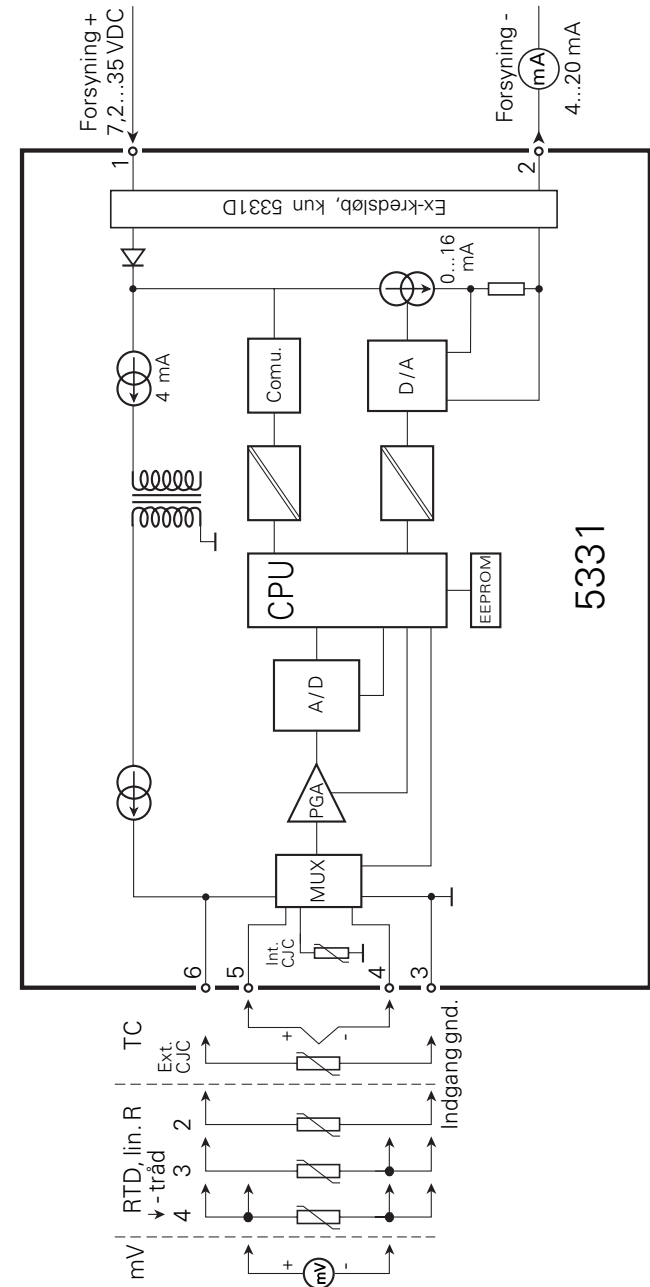 mV
RTD, lin. R
- tråd
4
3
2
TC
Ext.
CJC
+
-
mV
+
-
Indgang gnd.
6
5
4
3
Int.
CJC
MUX
PGA
A/D
CPU
EEPROM
Comu.
D/A
4 mA
0...16
mA
Ex-kredsløb, kun 5331D
1
2
Forsyning +
7,2...35 VDC
Forsyning -
mA
4...20 mA
5331